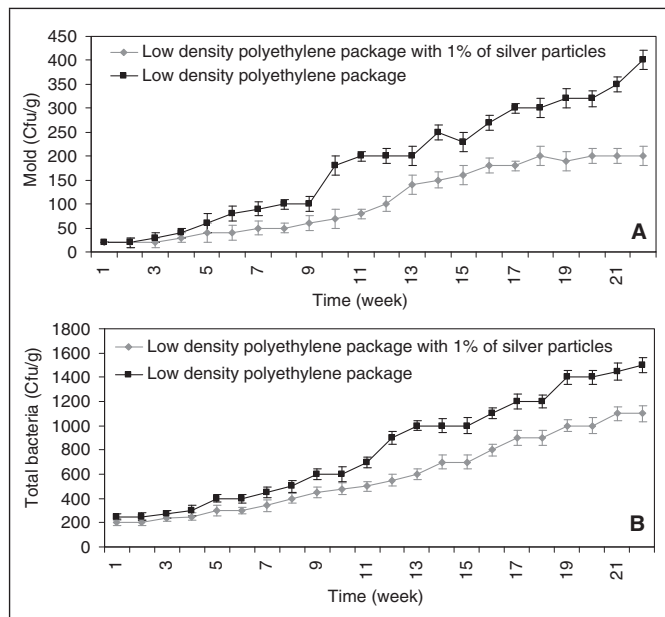 450
400
350
300
250
200
150
100
50
0
Mold (Cfu/g)
Low density polyethylene package with 1% of silver particles
Low density polyethylene package
A
1 3 5 7 9 11 13 15 17 19 21
Time (week)
1800
1600
1400
1200
1000
800
600
400
200
0
Total bacteria (Cfu/g)
Low density polyethylene package with 1% of silver particles
Low density polyethylene package
B
1 3 5 7 9 11 13 15 17 19 21
Time (week)